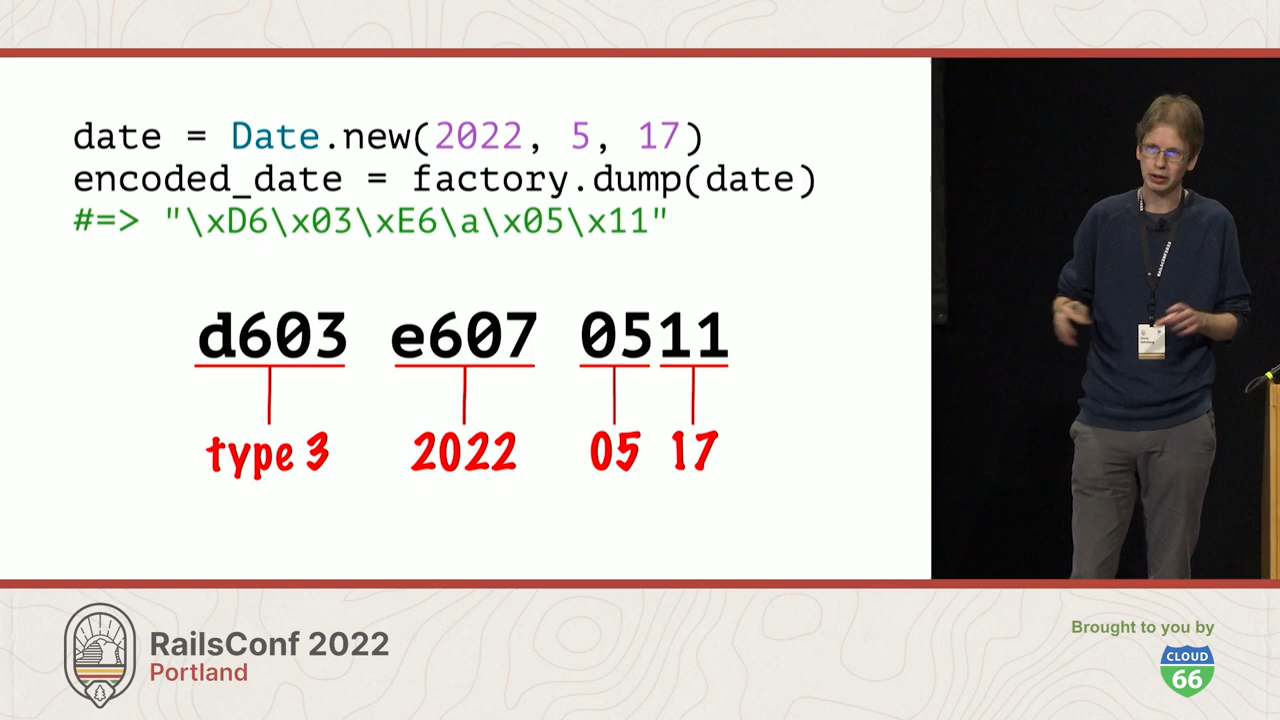 date = Date.new(2022, 5, 17)
encoded_date = factory.dump(date)
#=> "\xD6\x03\xE6\a\x05\x11"
d603 e607 0511
type 3 2022 05 17
RailsConf 2022
Portland
Brought to you by
CLOUD
66